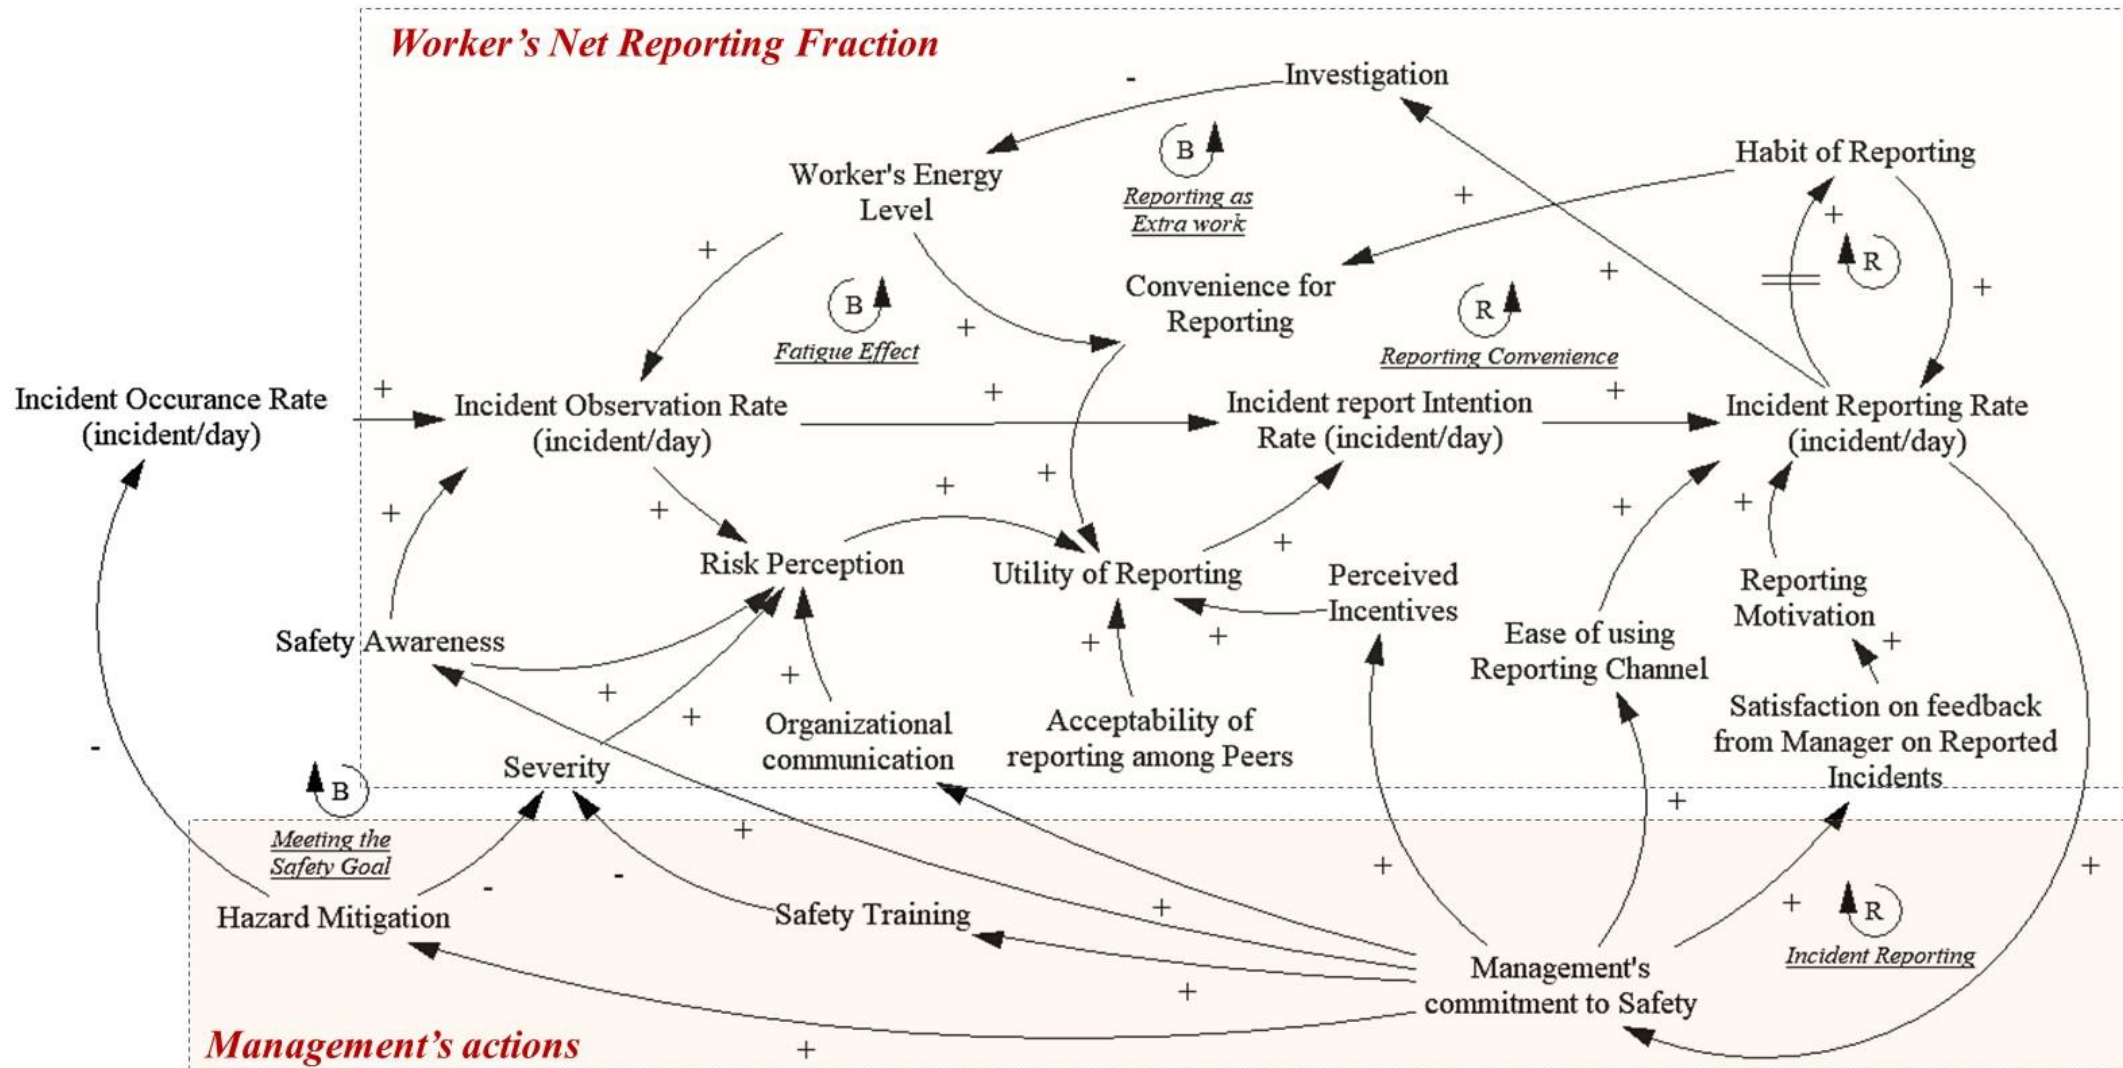 Worker's Net Reporting Fraction
Investigation
-
Habit of Reporting
B
Worker's Energy
Level
Reporting as
Extra work
+
+
+
R
+
+
Convenience for
Reporting
B
+
R
+
Fatigue Effect
Reporting Convenience
Incident Occurance Rate
(incident/day)
+
Incident Observation Rate
(incident/day)
+
Incident report Intention
Rate (incident/day)
+
Incident Reporting Rate
(incident/day)
+
+
+
+
+
+
+
Risk Perception
Utility of Reporting
Perceived
Incentives
Reporting
Motivation
Safety Awareness
+
+
+
Ease of using
Reporting Channel
+
+
+
Organizational
communication
Acceptability of
reporting among Peers
Satisfaction on feedback
from Manager on Reported
Incidents
-
Severity
B
+
Meeting the
Safety Goal
+
-
-
+
+
+
+
R
Hazard Mitigation
Safety Training
Incident Reporting
Management's
commitment to Safety
+
Management's actions
+